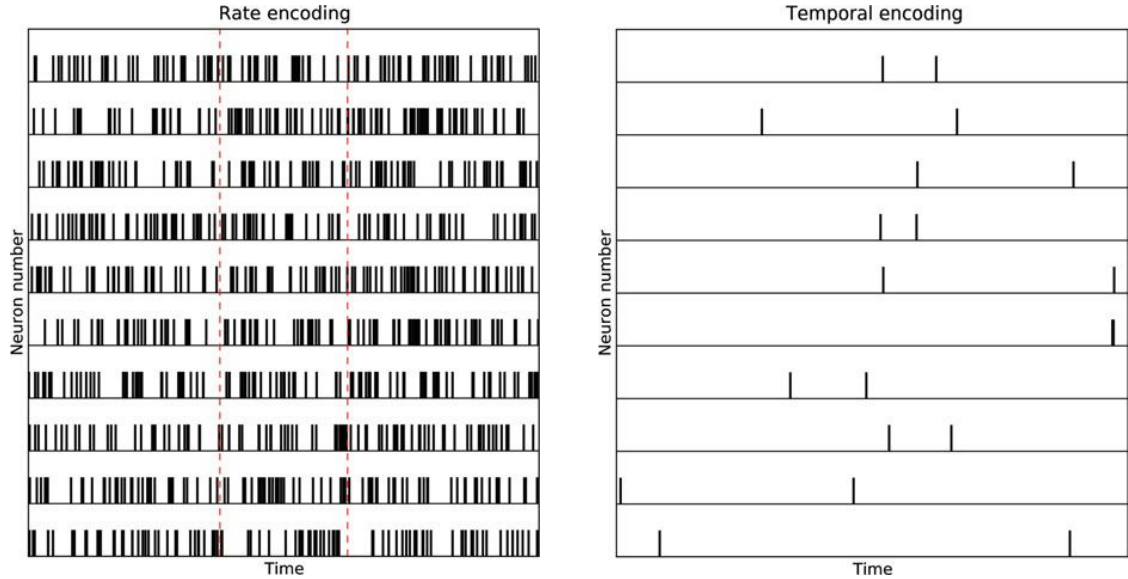 Rate encoding
Neuron number
Time
Temporal encoding
Neuron number
Time